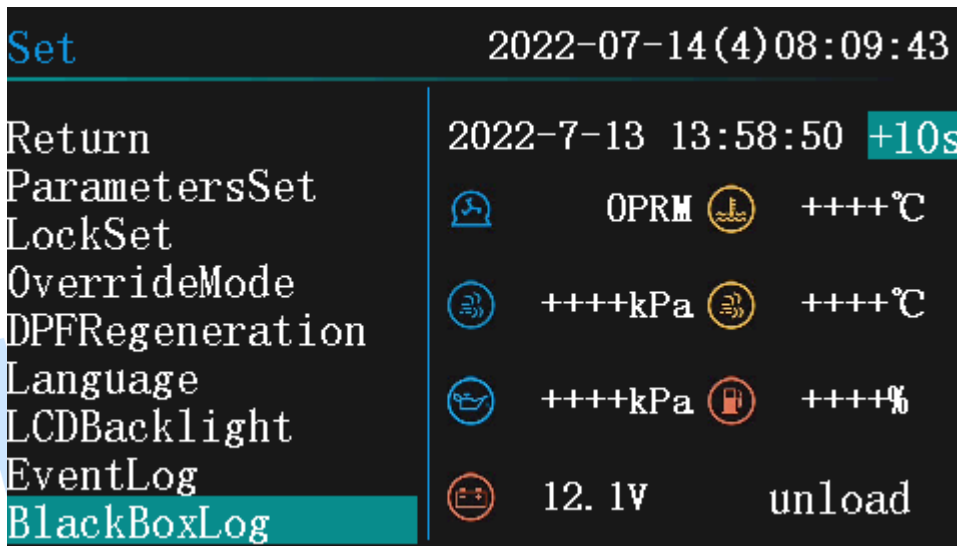 Set
2022-07-14(4)08:09:43
Return
ParametersSet
LockSet
OverrideMode
DPFRegeneration
Language
LCDBacklight
EventLog
BlackBoxLog
2022-7-13 13:58:50 +10s
0PRM ++++℃
++++kPa ++++℃
++++kPa ++++%
12.1V unload